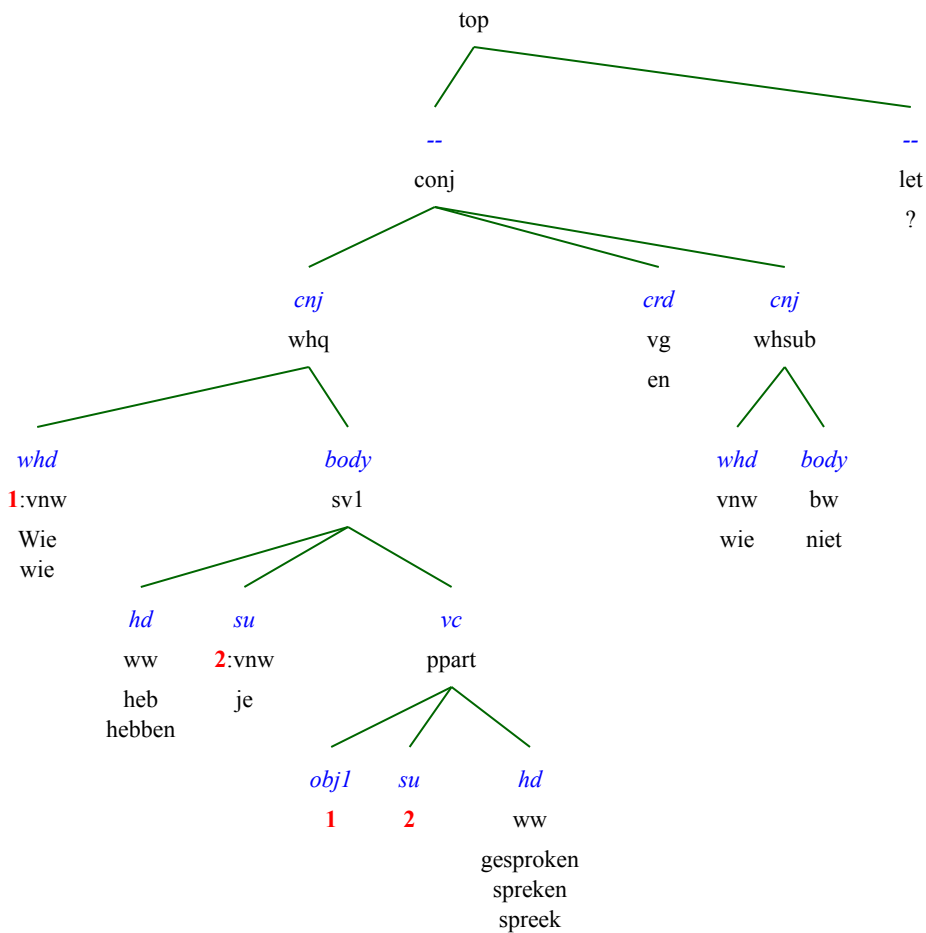 top
-- --
conj let
?
cnj crd cnj
whq vg whsub
en
whd body whd body
1:vnw sv1 vnw bw
Wie wie niet
wie
hd su vc
ww 2:vnw ppart
heb je
hebben
obj1 su hd
1 2 ww
gesproken
spreken
spreek